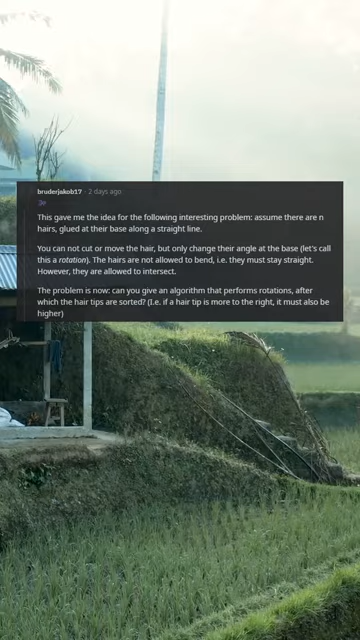 bruderjakob17 · 2 days ago
This gave me the idea for the following interesting problem: assume there are n
hairs, glued at their base along a straight line.
You can not cut or move the hair, but only change their angle at the base (let's call
this a rotation). The hairs are not allowed to bend, i.e. they must stay straight.
However, they are allowed to intersect.
The problem is now: can you give an algorithm that performs rotations, after
which the hair tips are sorted? (I.e. if a hair tip is more to the right, it must also be
higher)